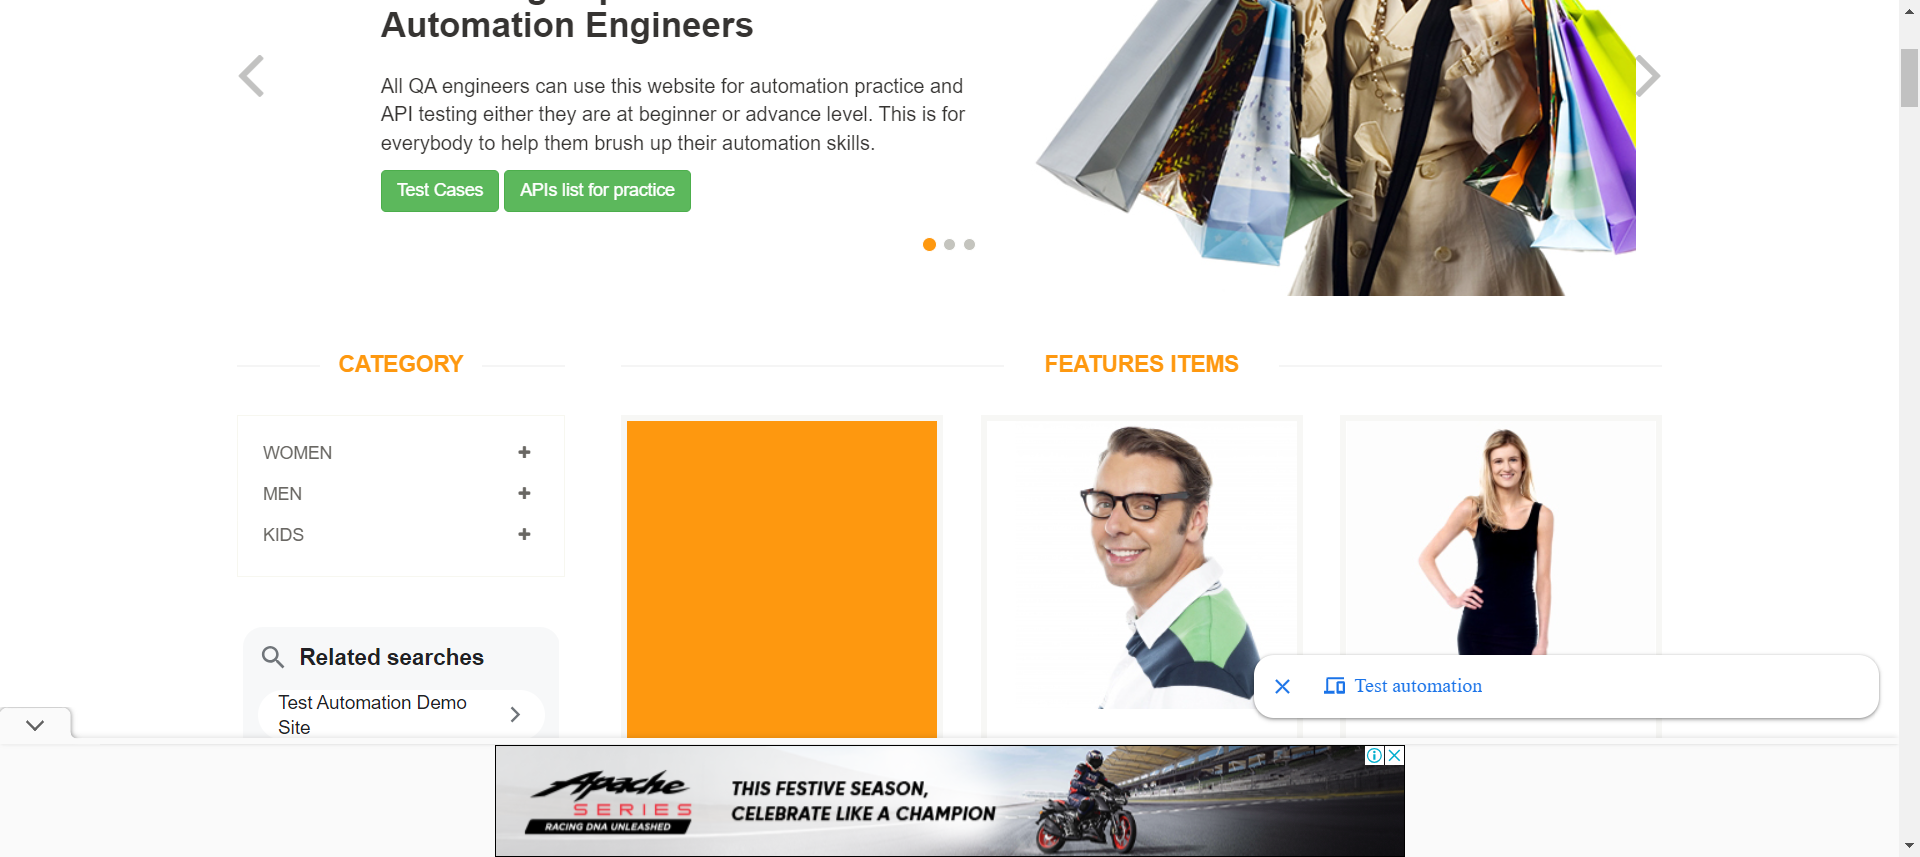 Automation Engineers
All QA engineers can use this website for automation practice and
API testing either they are at beginner or advance level. This is for
everybody to help them brush up their automation skills.
Test Cases
APIs list for practice
CATEGORY
FEATURES ITEMS
WOMEN
MEN
KIDS
Related searches
Test Automation Demo
Site
Test automation
Apache
SERIES
RACING DNA UNLEASHED
THIS FESTIVE SEASON,
CELEBRATE LIKE A CHAMPION